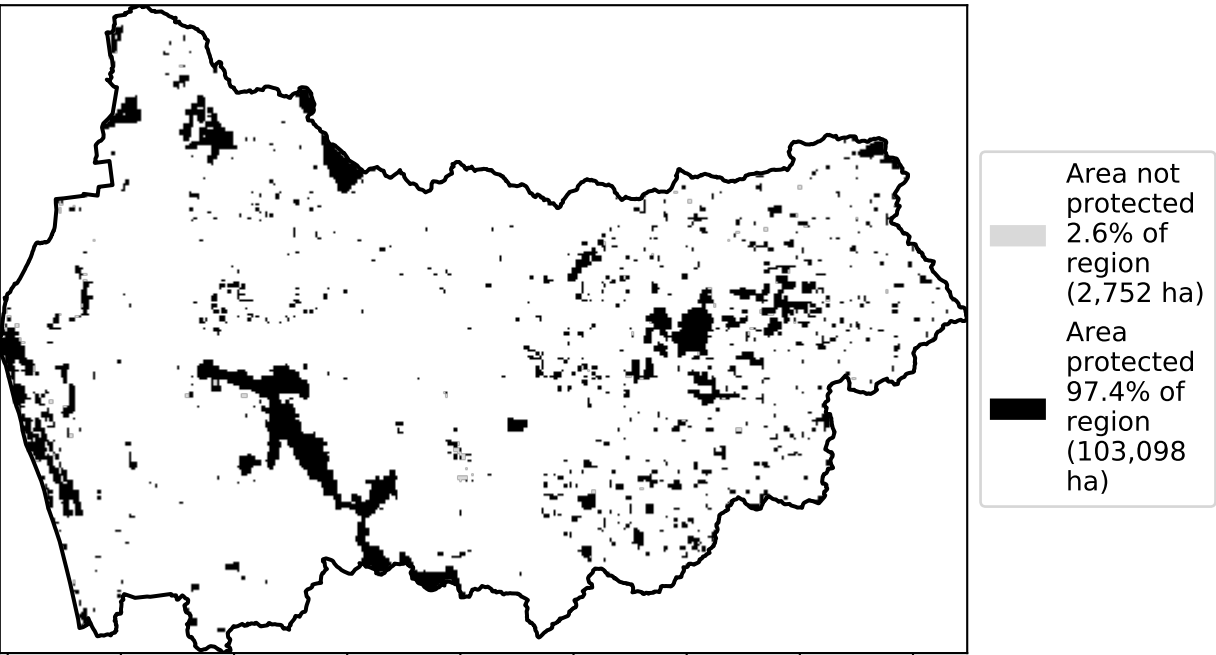 Area not
protected
2.6% of
region
(2,752 ha)
Area
protected
97.4% of
region
(103,098
ha)